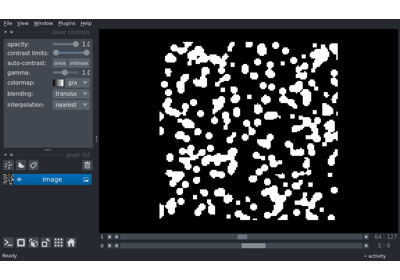 File View Window Plugins Help
layer controls
opacity: 1.0
contrast limits:
auto-contrast: once
gamma: 1.0
colormap: gra
blending: translu
interpolation: nearest
layer list
Image
1 64 127
0 5 9
Ready activity